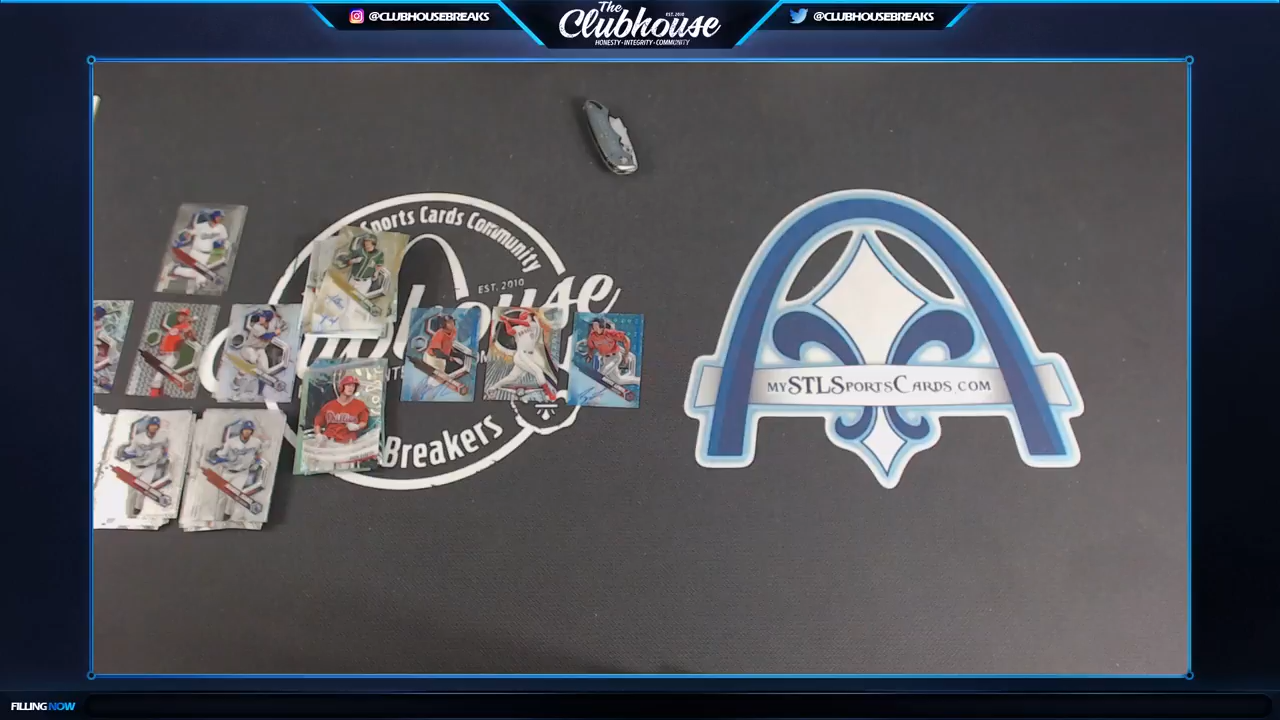 @CLUBHOUSEBREAKS
The
Clubhouse
EST. 2010
HONESTY • INTEGRITY • COMMUNITY
@CLUBHOUSEBREAKS
Sports Cards Community
EST. 2010
Breakers
Phillies
mySTLSportsCards.com
FILLING NOW